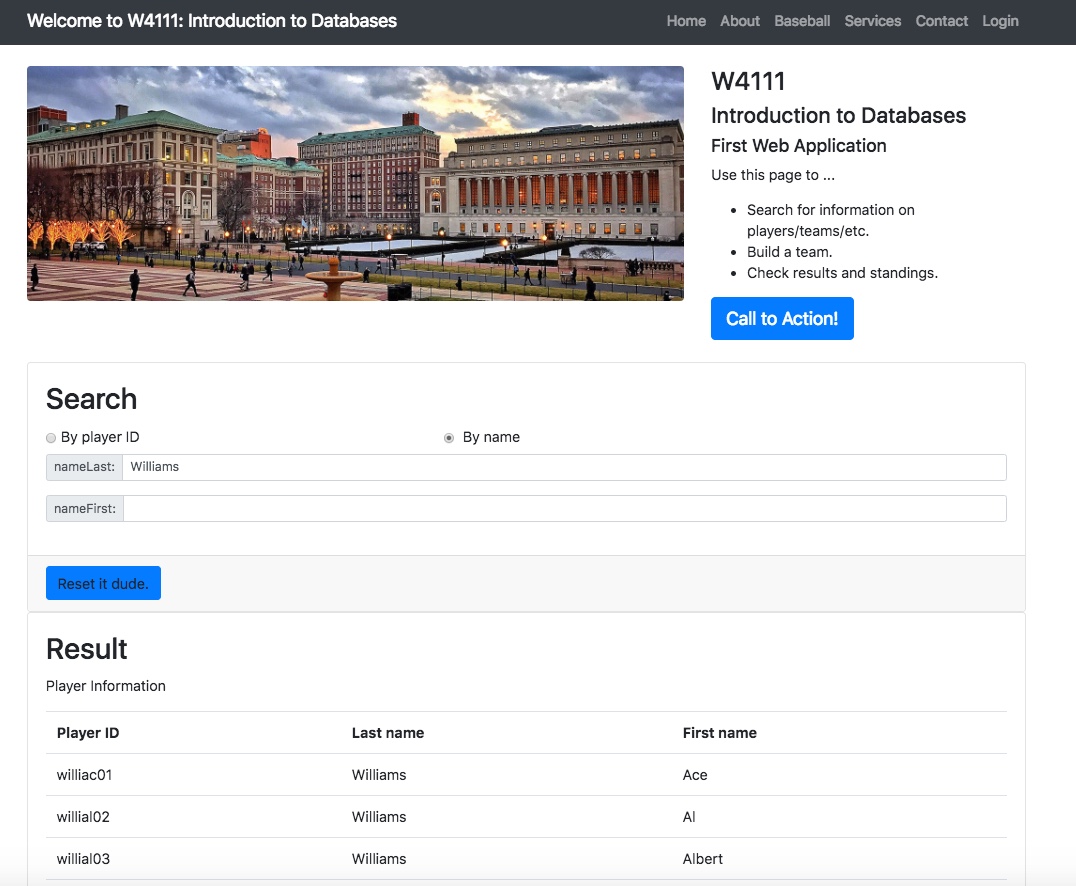 Welcome to W4111: Introduction to Databases Home About Baseball Services Contact Login
W4111
Introduction to Databases
First Web Application
Use this page to ...
• Search for information on
players/teams/etc.
• Build a team.
• Check results and standings.
Call to Action!
Search
By player ID By name
nameLast: Williams
nameFirst:
Reset it dude.
Result
Player Information
Player ID Last name First name
williac01 Williams Ace
willial02 Williams Al
willial03 Williams Albert